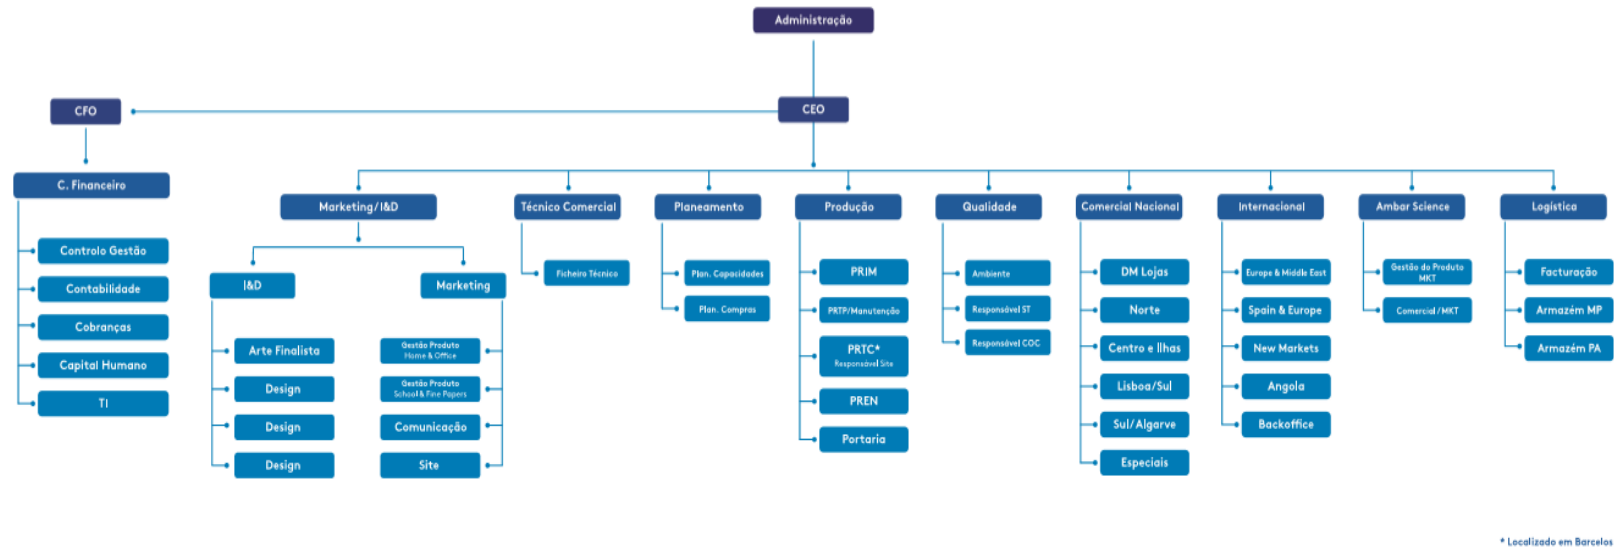 Administração
CFO
CEO
C. Financeiro
Controlo Gestão
Contabilidade
Cobranças
Capital Humano
TI
Marketing/I&D
I&D
Arte Finalista
Design
Design
Design
Marketing
Gestão Produto
Home & Office
Gestão Produto
School & Fine Papers
Comunicação
Site
Técnico Comercial
Ficheiro Técnico
Planeamento
Plan. Capacidades
Plan. Compras
Produção
PRIM
PRTP/Manutenção
PRTC*
Responsável Site
PREN
Portaria
Qualidade
Ambiente
Responsável ST
Responsável COC
Comercial Nacional
DM Lojas
Norte
Centro e Ilhas
Lisboa/Sul
Sul/Algarve
Especiais
Internacional
Europe & Middle East
Spain & Europe
New Markets
Angola
Backoffice
Ambar Science
Gestão do Produto
MKT
Comercial / MKT
Logística
Facturação
Armazém MP
Armazém PA
* Localizado em Barcelos